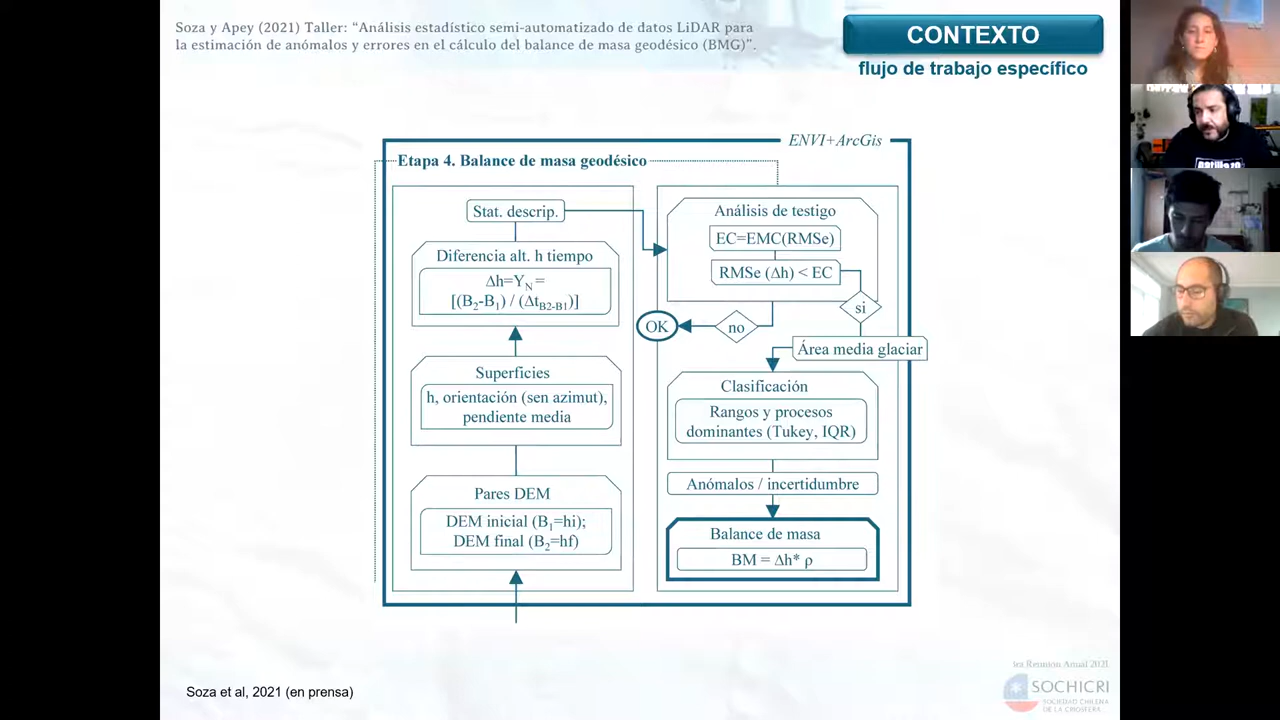 Soza y Apey (2021) Taller: “Análisis estadístico semi-automatizado de datos LiDAR para
la estimación de anómalos y errores en el cálculo del balance de masa geodésico (BMG)”.
CONTEXTO
flujo de trabajo específico
ENVI+ArcGis
Etapa 4. Balance de masa geodésico
Stat. descrip.
Diferencia alt. h tiempo
Δh=Y_N =
[(B₂-B₁) / (Δt_B2-B1)]
Superficies
h, orientación (sen azimut),
pendiente media
Pares DEM
DEM inicial (B₁=hi);
DEM final (B₂=hf)
Análisis de testigo
EC=EMC(RMSe)
RMSe (Δh) < EC
si
no
OK
Área media glaciar
Clasificación
Rangos y procesos
dominantes (Tukey, IQR)
Anómalos / incertidumbre
Balance de masa
BM = Δh* ρ
Soza et al, 2021 (en prensa)
1ra Reunión Anual 2021
SOCHICRI
SOCIEDAD CHILENA
DE LA CRIÓSFERA